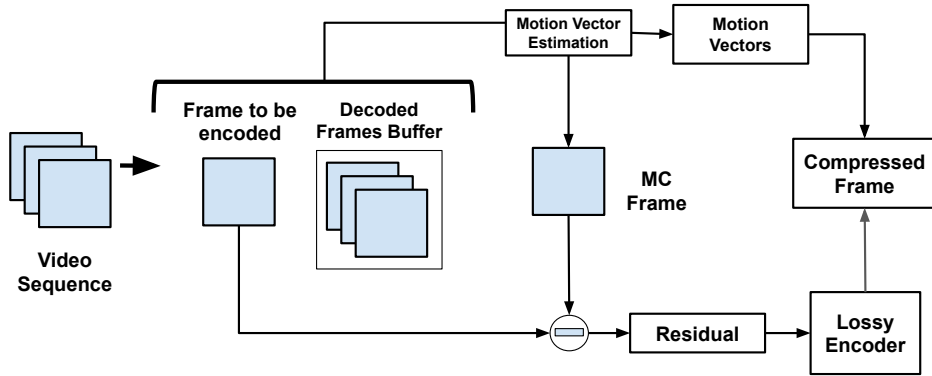 Motion Vector
Estimation
Motion
Vectors
Frame to be
encoded
Decoded
Frames Buffer
Video
Sequence
MC
Frame
Compressed
Frame
Residual
Lossy
Encoder